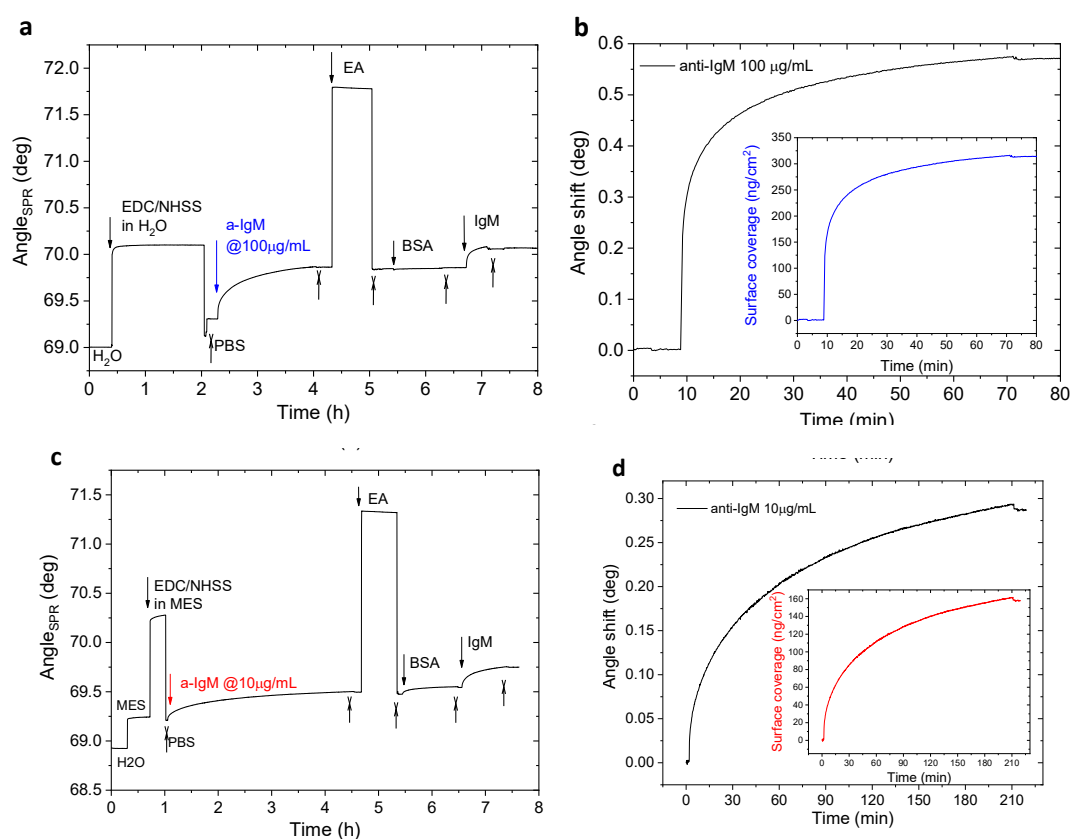 a
Angle_SPR (deg)
72.0
71.5
71.0
70.5
70.0
69.5
69.0
EA
EDC/NHSS
in H₂O
a-IgM
@100μg/mL
IgM
BSA
H₂O
PBS
0 1 2 3 4 5 6 7 8
Time (h)
b
Angle shift (deg)
0.6
0.5
0.4
0.3
0.2
0.1
0.0
anti-IgM 100 μg/mL
Surface coverage (ng/cm²)
350
300
250
200
150
100
50
0
0 10 20 30 40 50 60 70 80
Time (min)
0 10 20 30 40 50 60 70 80
Time (min)
c
Angle_SPR (deg)
71.5
71.0
70.5
70.0
69.5
69.0
68.5
EA
EDC/NHSS
in MES
IgM
BSA
a-IgM @10μg/mL
MES
PBS
H2O
0 1 2 3 4 5 6 7 8
Time (h)
d
Angle shift (deg)
0.30
0.25
0.20
0.15
0.10
0.05
0.00
anti-IgM 10μg/mL
Surface coverage (ng/cm²)
160
140
120
100
80
60
40
20
0
0 30 60 90 120 150 180 210
Time (min)
0 30 60 90 120 150 180 210
Time (min)